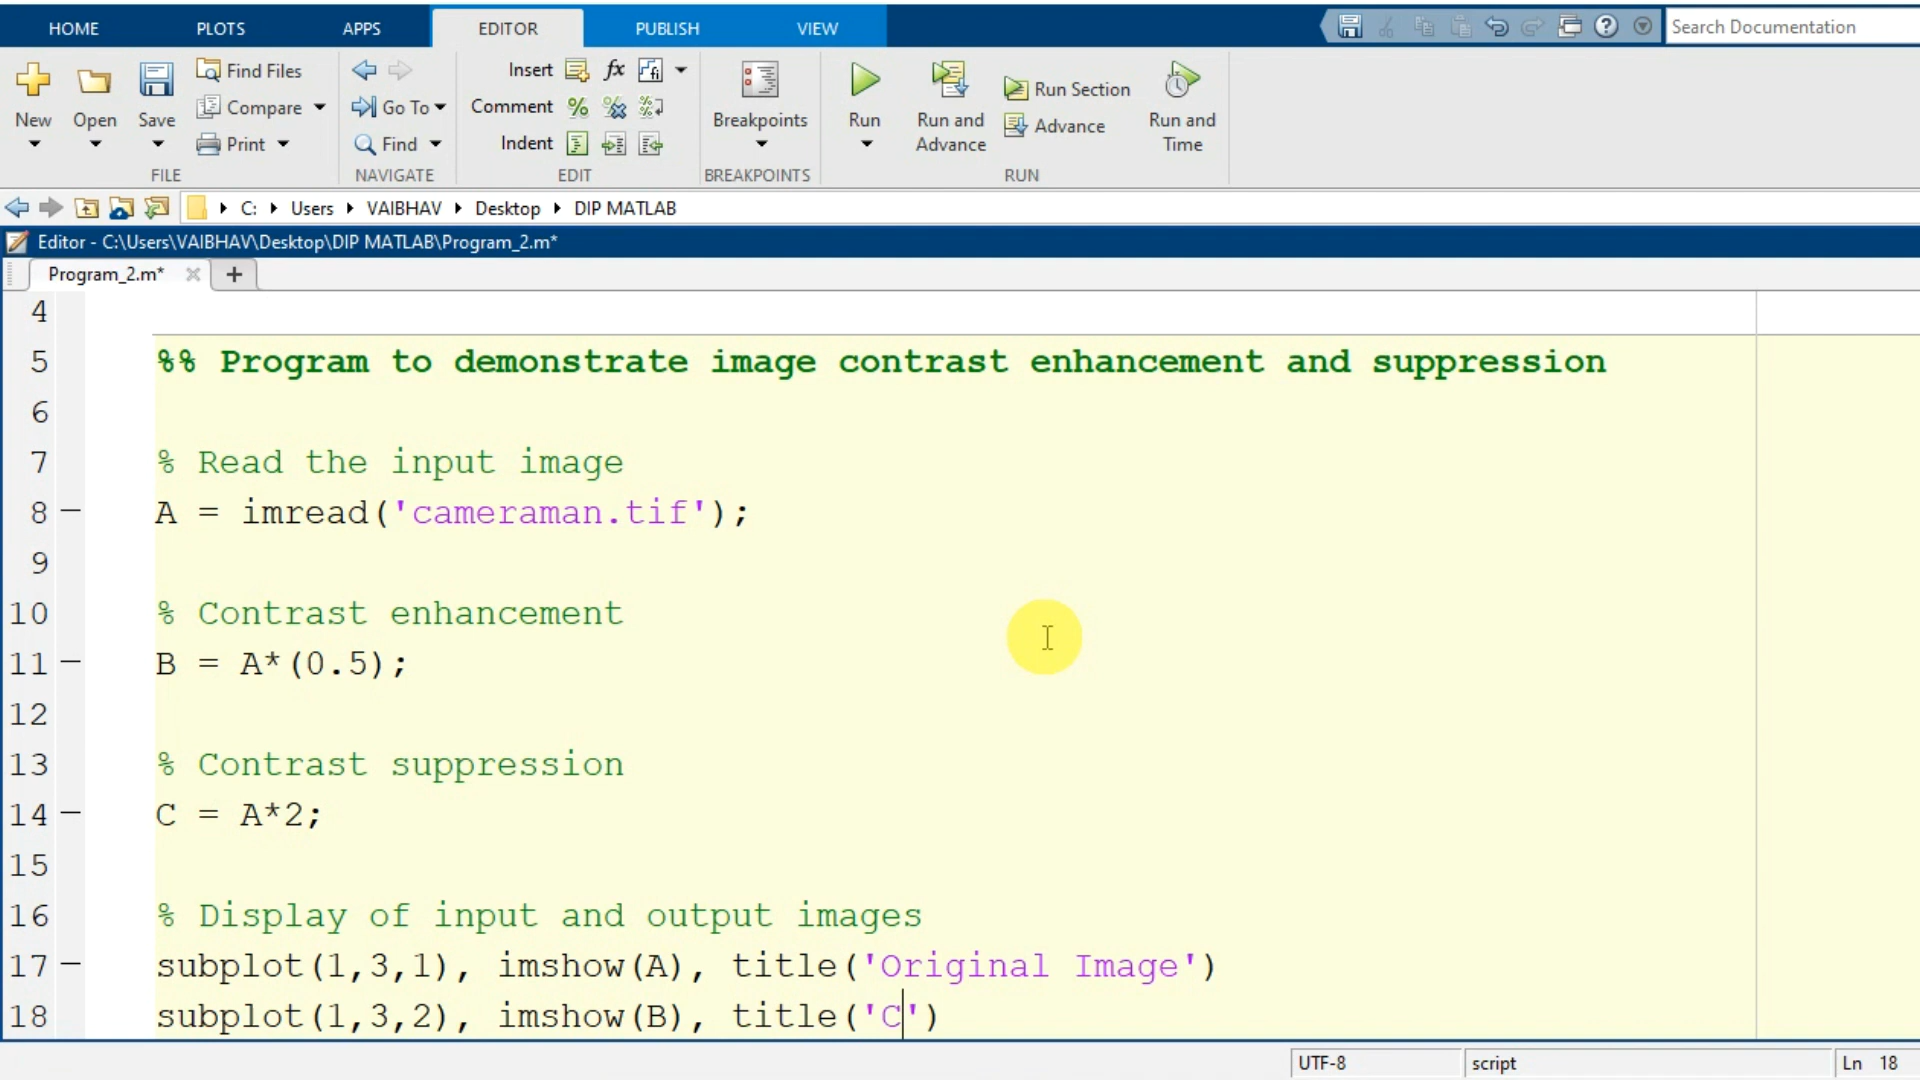 HOME PLOTS APPS EDITOR PUBLISH VIEW Search Documentation
Find Files Insert fx
Compare Go To Comment Run Section
New Open Save Breakpoints Run Run and Advance Run and Time
Print Find Indent Advance
FILE NAVIGATE EDIT BREAKPOINTS RUN
C: Users VAIBHAV Desktop DIP MATLAB
Editor - C:\Users\VAIBHAV\Desktop\DIP MATLAB\Program_2.m*
Program_2.m*
4
5 %% Program to demonstrate image contrast enhancement and suppression
6
7 % Read the input image
8 A = imread('cameraman.tif');
9
10 % Contrast enhancement
11 B = A*(0.5);
12
13 % Contrast suppression
14 C = A*2;
15
16 % Display of input and output images
17 subplot(1,3,1), imshow(A), title('Original Image')
18 subplot(1,3,2), imshow(B), title('C')
UTF-8 script Ln 18